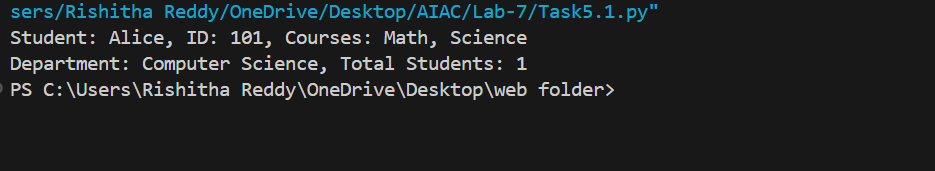 sers/Rishitha Reddy/OneDrive/Desktop/AIAC/Lab-7/Task5.1.py"
Student: Alice, ID: 101, Courses: Math, Science
Department: Computer Science, Total Students: 1
PS C:\Users\Rishitha Reddy\OneDrive\Desktop\web folder>